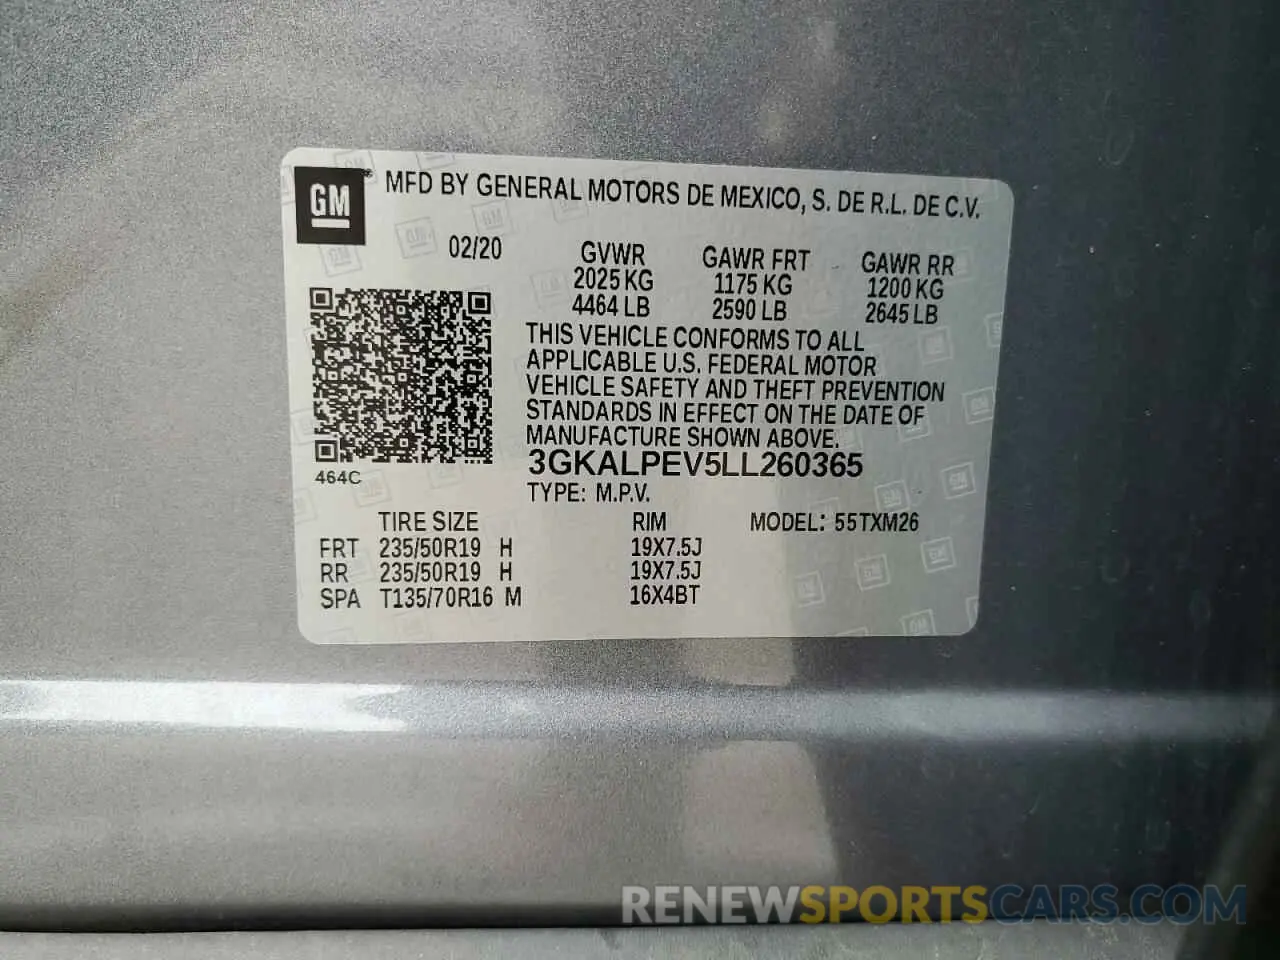 GM® MFD BY GENERAL MOTORS DE MEXICO, S. DE R.L. DE C.V.
02/20 GVWR GAWR FRT GAWR RR
2025 KG 1175 KG 1200 KG
4464 LB 2590 LB 2645 LB
THIS VEHICLE CONFORMS TO ALL
APPLICABLE U.S. FEDERAL MOTOR
VEHICLE SAFETY AND THEFT PREVENTION
STANDARDS IN EFFECT ON THE DATE OF
MANUFACTURE SHOWN ABOVE.
3GKALPEV5LL260365
464C
TYPE: M.P.V.
TIRE SIZE RIM MODEL: 55TXM26
FRT 235/50R19 H 19X7.5J
RR 235/50R19 H 19X7.5J
SPA T135/70R16 M 16X4BT
RENEWSPORTSCARS.COM